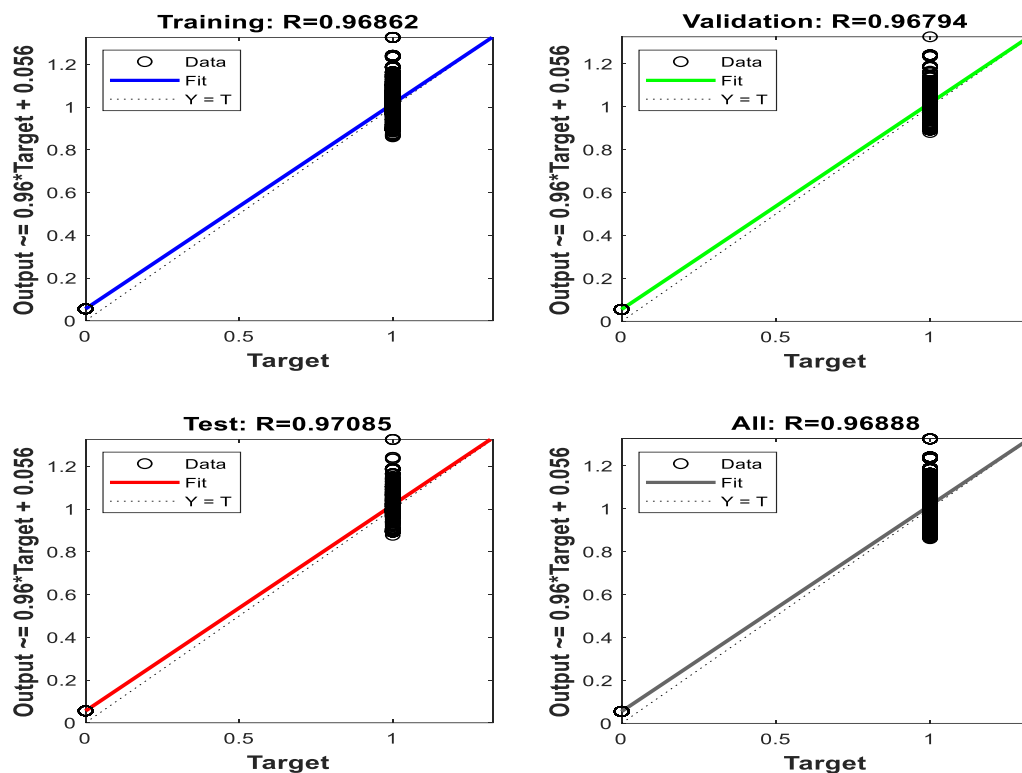 Training: R=0.96862
Output ~= 0.96*Target + 0.056
1.2
1
0.8
0.6
0.4
0.2
0
Data
Fit
Y = T
0
0.5
1
Target
Validation: R=0.96794
Output ~= 0.96*Target + 0.056
1.2
1
0.8
0.6
0.4
0.2
0
Data
Fit
Y = T
0
0.5
1
Target
Test: R=0.97085
Output ~= 0.96*Target + 0.056
1.2
1
0.8
0.6
0.4
0.2
0
Data
Fit
Y = T
0
0.5
1
Target
All: R=0.96888
Output ~= 0.96*Target + 0.056
1.2
1
0.8
0.6
0.4
0.2
0
Data
Fit
Y = T
0
0.5
1
Target